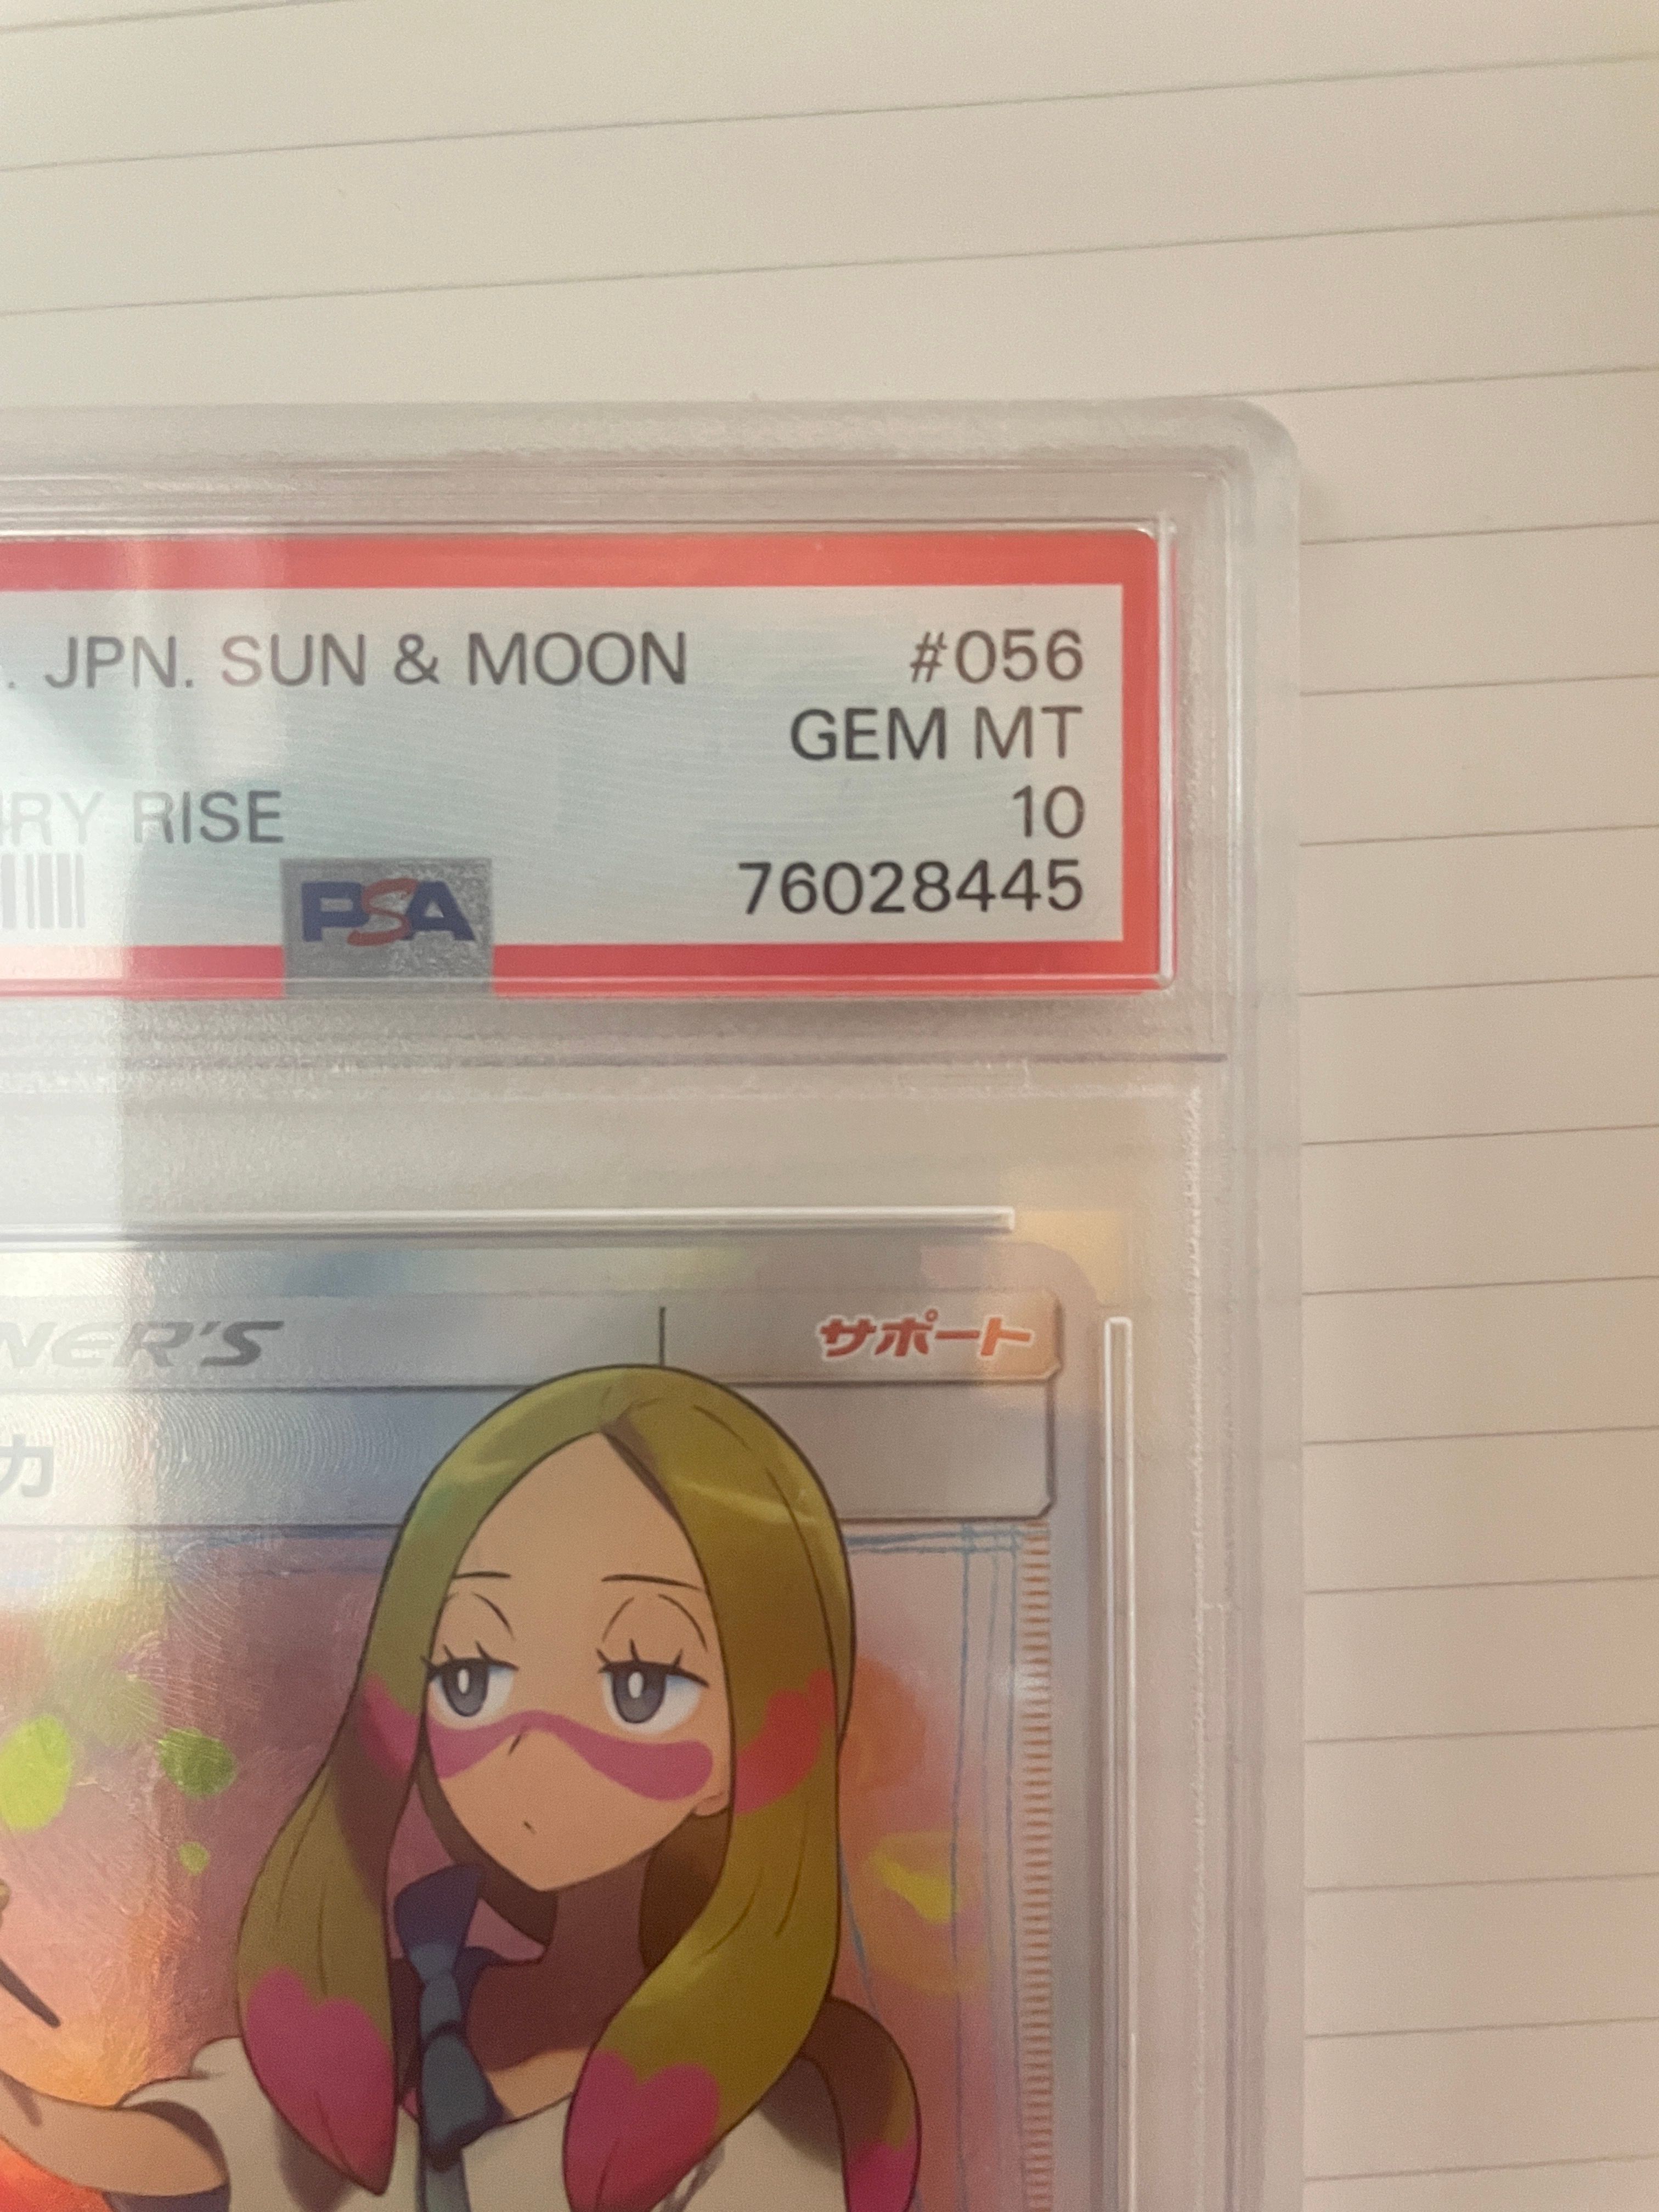 . JPN. SUN & MOON #056
GEM MT
RY RISE 10
PSA 76028445
NER'S サポート
カ